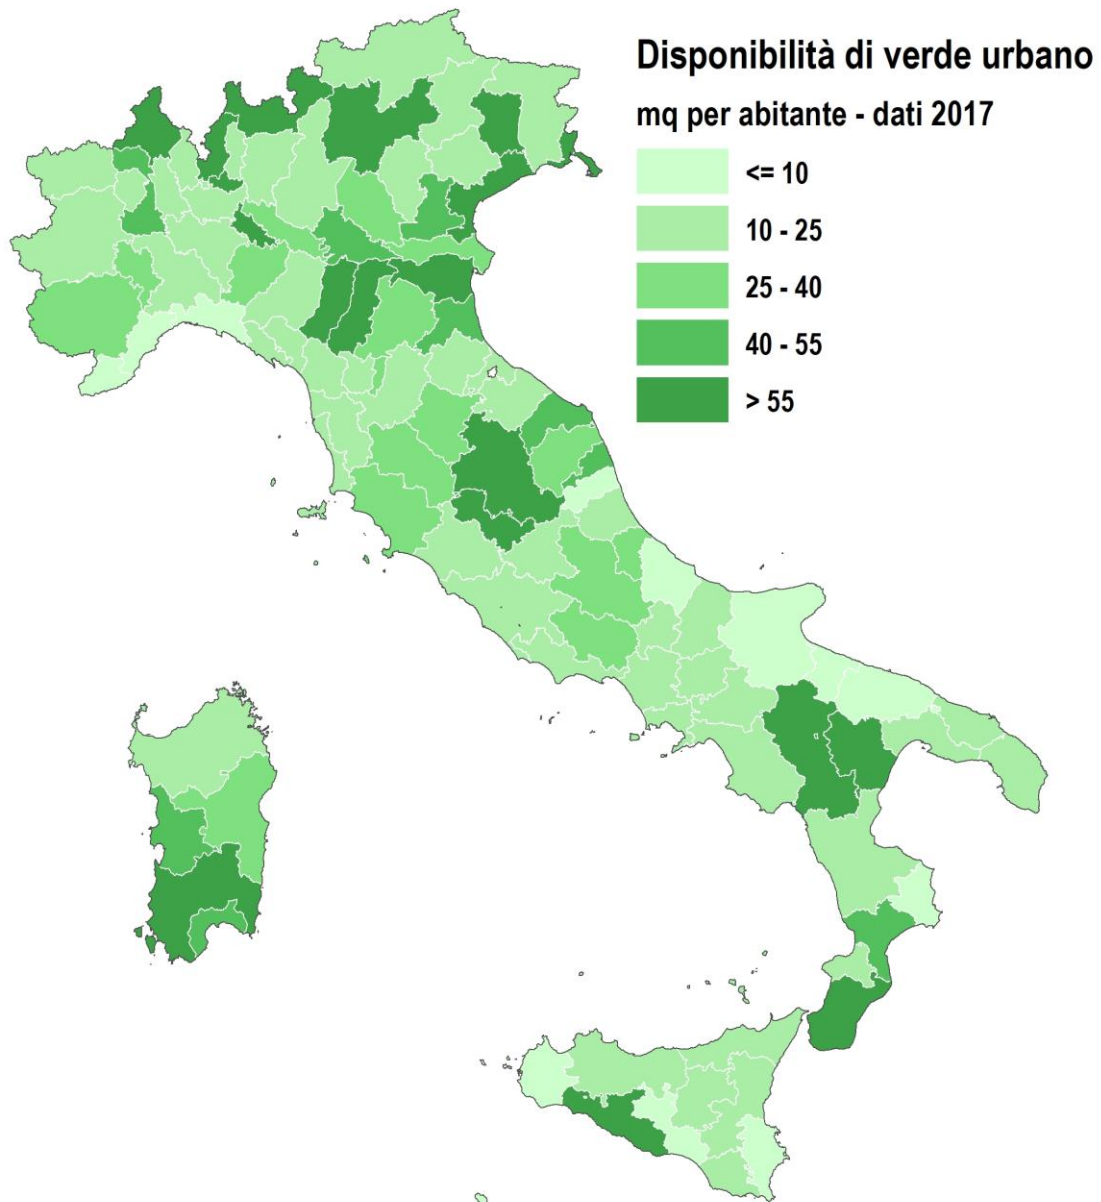 Disponibilità di verde urbano
mq per abitante - dati 2017
<= 10
10 - 25
25 - 40
40 - 55
> 55